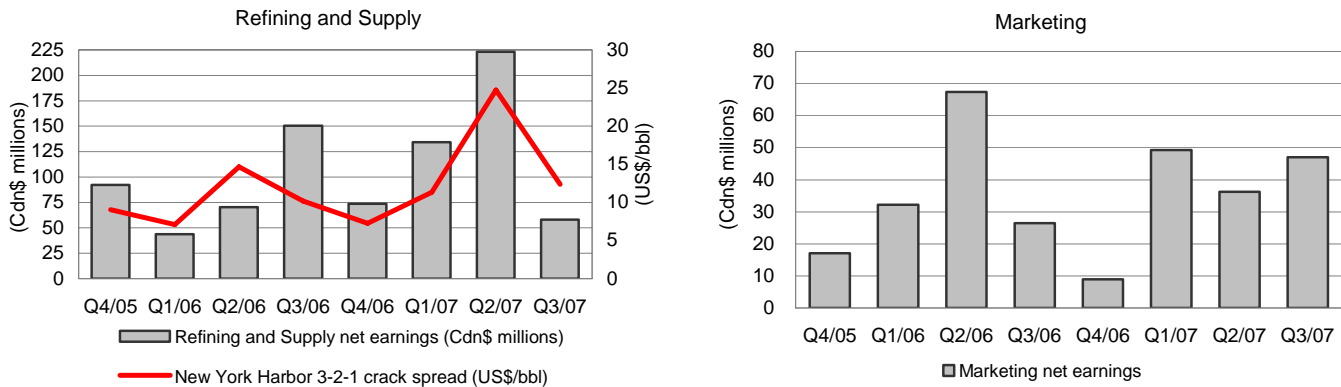 Refining and Supply
(Cdn$ millions)
225
200
175
150
125
100
75
50
25
0
30
25
20
15
10
5
0
(US$/bbl)
Q4/05 Q1/06 Q2/06 Q3/06 Q4/06 Q1/07 Q2/07 Q3/07
Refining and Supply net earnings (Cdn$ millions)
New York Harbor 3-2-1 crack spread (US$/bbl)
Marketing
(Cdn$ millions)
80
70
60
50
40
30
20
10
0
Q4/05 Q1/06 Q2/06 Q3/06 Q4/06 Q1/07 Q2/07 Q3/07
Marketing net earnings